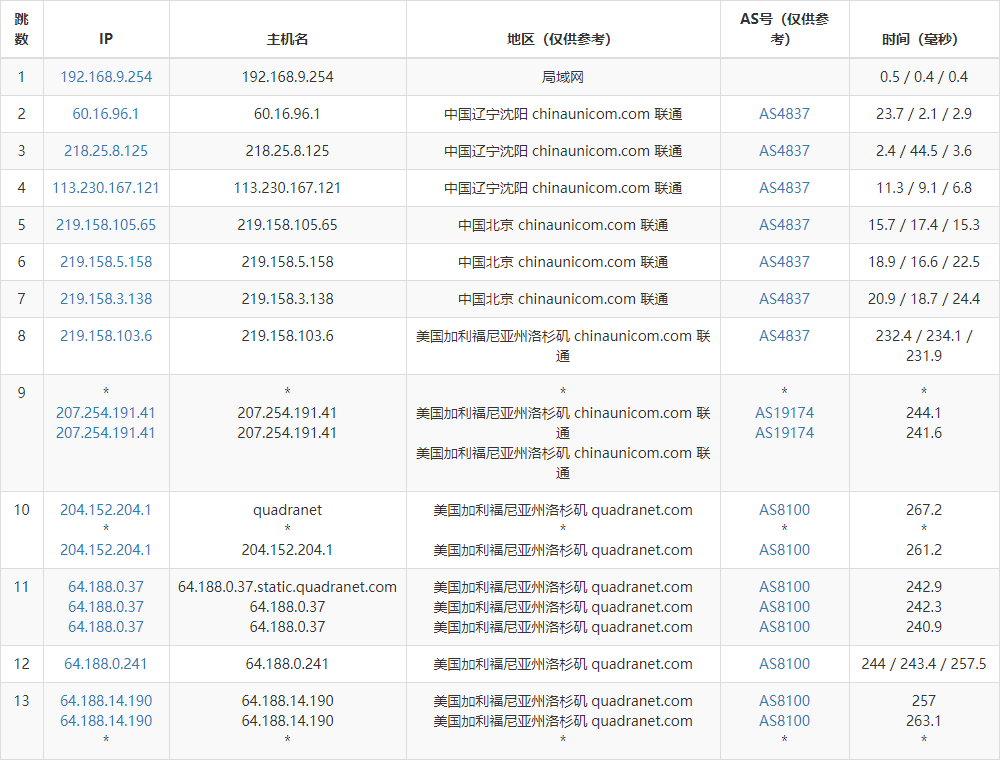 跳数 IP 主机名 地区（仅供参考） AS号（仅供参考） 时间（毫秒）
1 192.168.9.254 192.168.9.254 局域网 0.5 / 0.4 / 0.4
2 60.16.96.1 60.16.96.1 中国辽宁沈阳 chinaunicom.com 联通 AS4837 23.7 / 2.1 / 2.9
3 218.25.8.125 218.25.8.125 中国辽宁沈阳 chinaunicom.com 联通 AS4837 2.4 / 44.5 / 3.6
4 113.230.167.121 113.230.167.121 中国辽宁沈阳 chinaunicom.com 联通 AS4837 11.3 / 9.1 / 6.8
5 219.158.105.65 219.158.105.65 中国北京 chinaunicom.com 联通 AS4837 15.7 / 17.4 / 15.3
6 219.158.5.158 219.158.5.158 中国北京 chinaunicom.com 联通 AS4837 18.9 / 16.6 / 22.5
7 219.158.3.138 219.158.3.138 中国北京 chinaunicom.com 联通 AS4837 20.9 / 18.7 / 24.4
8 219.158.103.6 219.158.103.6 美国加利福尼亚州洛杉矶 chinaunicom.com 联通 AS4837 232.4 / 234.1 / 231.9
9 * * * * *
207.254.191.41 207.254.191.41 美国加利福尼亚州洛杉矶 chinaunicom.com 联通 AS19174 244.1
207.254.191.41 207.254.191.41 美国加利福尼亚州洛杉矶 chinaunicom.com 联通 AS19174 241.6
10 204.152.204.1 quadranet 美国加利福尼亚州洛杉矶 quadranet.com AS8100 267.2
* * * * *
204.152.204.1 204.152.204.1 美国加利福尼亚州洛杉矶 quadranet.com AS8100 261.2
11 64.188.0.37 64.188.0.37.static.quadranet.com 美国加利福尼亚州洛杉矶 quadranet.com AS8100 242.9
64.188.0.37 64.188.0.37 美国加利福尼亚州洛杉矶 quadranet.com AS8100 242.3
64.188.0.37 64.188.0.37 美国加利福尼亚州洛杉矶 quadranet.com AS8100 240.9
12 64.188.0.241 64.188.0.241 美国加利福尼亚州洛杉矶 quadranet.com AS8100 244 / 243.4 / 257.5
13 64.188.14.190 64.188.14.190 美国加利福尼亚州洛杉矶 quadranet.com AS8100 257
64.188.14.190 64.188.14.190 美国加利福尼亚州洛杉矶 quadranet.com AS8100 263.1
* * * * *